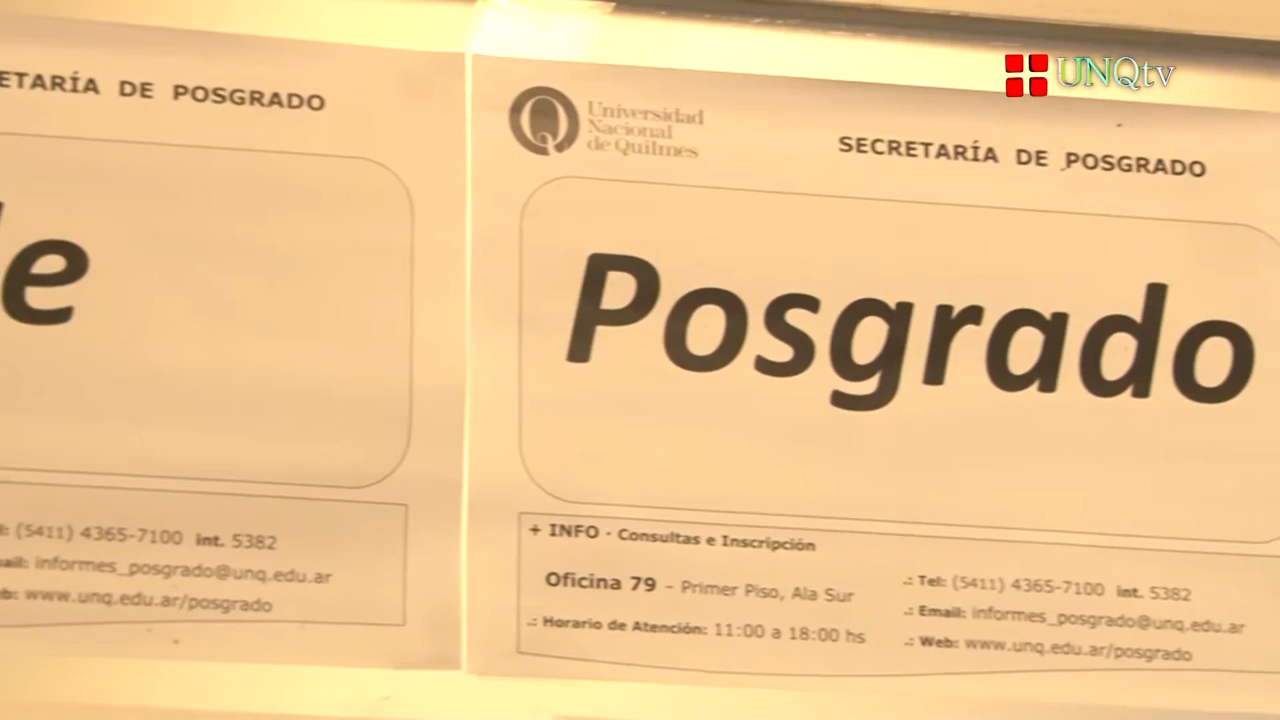 UNQtv
DE POSGRADO
e
(5411) 4365-7100 int. 5382
informes_posgrado@unq.edu.ar
www.unq.edu.ar/posgrado
Universidad
Nacional
de Quilmes
SECRETARÍA DE POSGRADO
Posgrado
+ INFO - Consultas e Inscripción
Oficina 79 – Primer Piso, Ala Sur
.: Horario de Atención: 11:00 a 18:00 hs
.: Tel: (5411) 4365-7100 int. 5382
.: Email: informes_posgrado@unq.edu.ar
.: Web: www.unq.edu.ar/posgrado